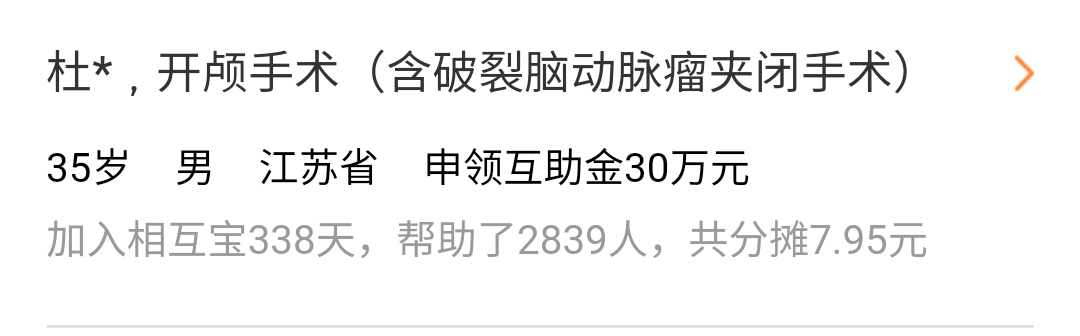 杜*，开颅手术（含破裂脑动脉瘤夹闭手术）
35岁 男 江苏省 申领互助金30万元
加入相互宝338天，帮助了2839人，共分摊7.95元